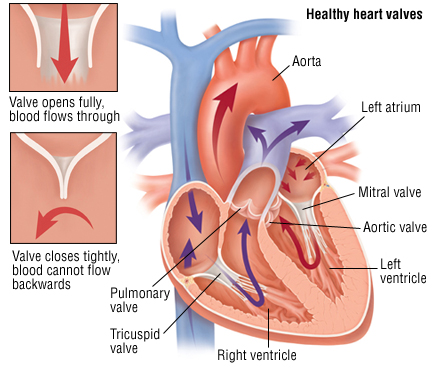 Healthy heart valves
Valve opens fully,
blood flows through
Valve closes tightly,
blood cannot flow
backwards
Aorta
Left atrium
Mitral valve
Aortic valve
Left
ventricle
Pulmonary
valve
Tricuspid
valve
Right ventricle